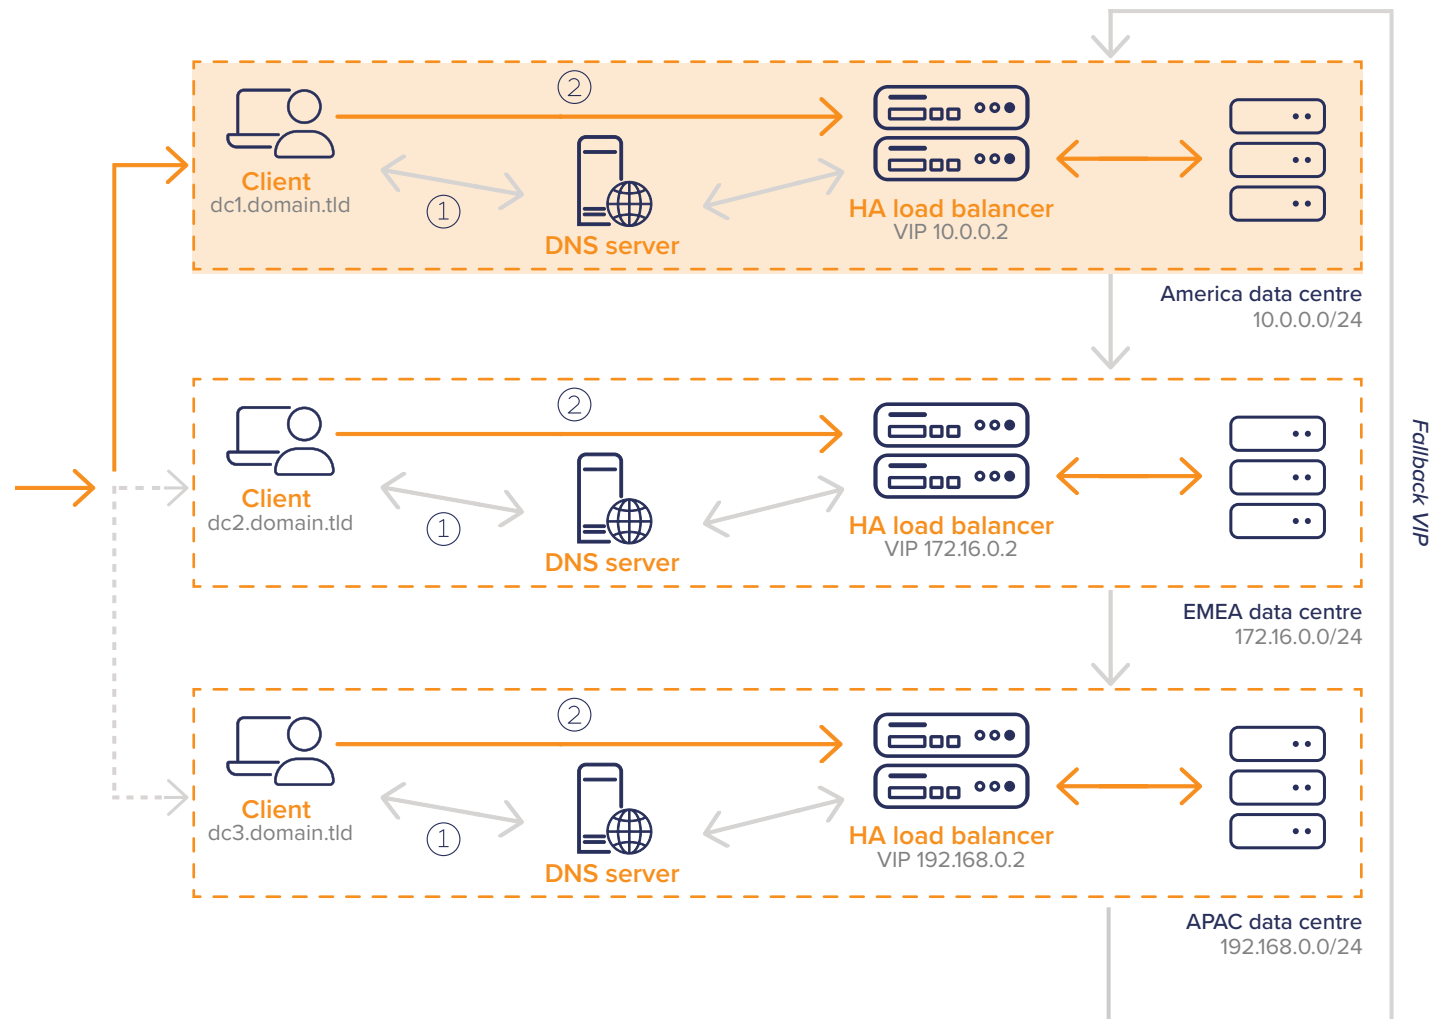 2
Client
dc1.domain.tld
1
DNS server
HA load balancer
VIP 10.0.0.2
America data centre
10.0.0.0/24
2
Client
dc2.domain.tld
1
DNS server
HA load balancer
VIP 172.16.0.2
EMEA data centre
172.16.0.0/24
Fallback VIP
2
Client
dc3.domain.tld
1
DNS server
HA load balancer
VIP 192.168.0.2
APAC data centre
192.168.0.0/24